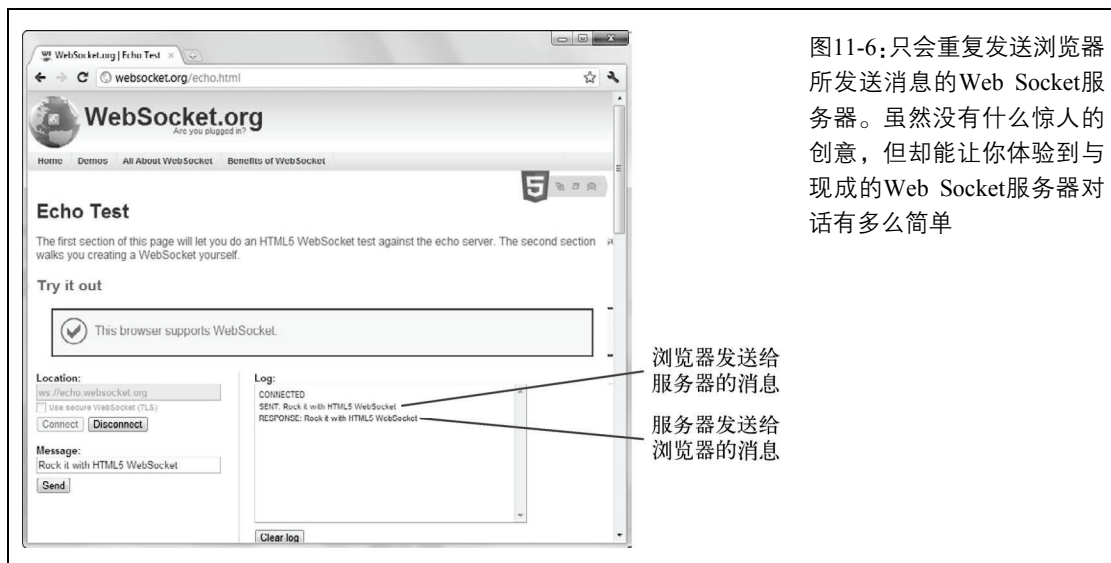 WebSocket.org | Echo Test
websocket.org/echo.html
WebSocket.org
Are you plugged in?
Home Demos All About WebSocket Benefits of WebSocket
5
Echo Test
The first section of this page will let you do an HTML5 WebSocket test against the echo server. The second section
walks you creating a WebSocket yourself.
Try it out
This browser supports WebSocket.
Location:
ws://echo.websocket.org
Use secure WebSocket (TLS)
Connect Disconnect
Message:
Rock it with HTML5 WebSocket
Send
Log:
CONNECTED
SENT: Rock it with HTML5 WebSocket
RESPONSE: Rock it with HTML5 WebSocket
Clear log
浏览器发送给
服务器的消息
服务器发送给
浏览器的消息
图11-6:只会重复发送浏览器
所发送消息的Web Socket服
务器。虽然没有什么惊人的
创意，但却能让你体验到与
现成的Web Socket服务器对
话有多么简单